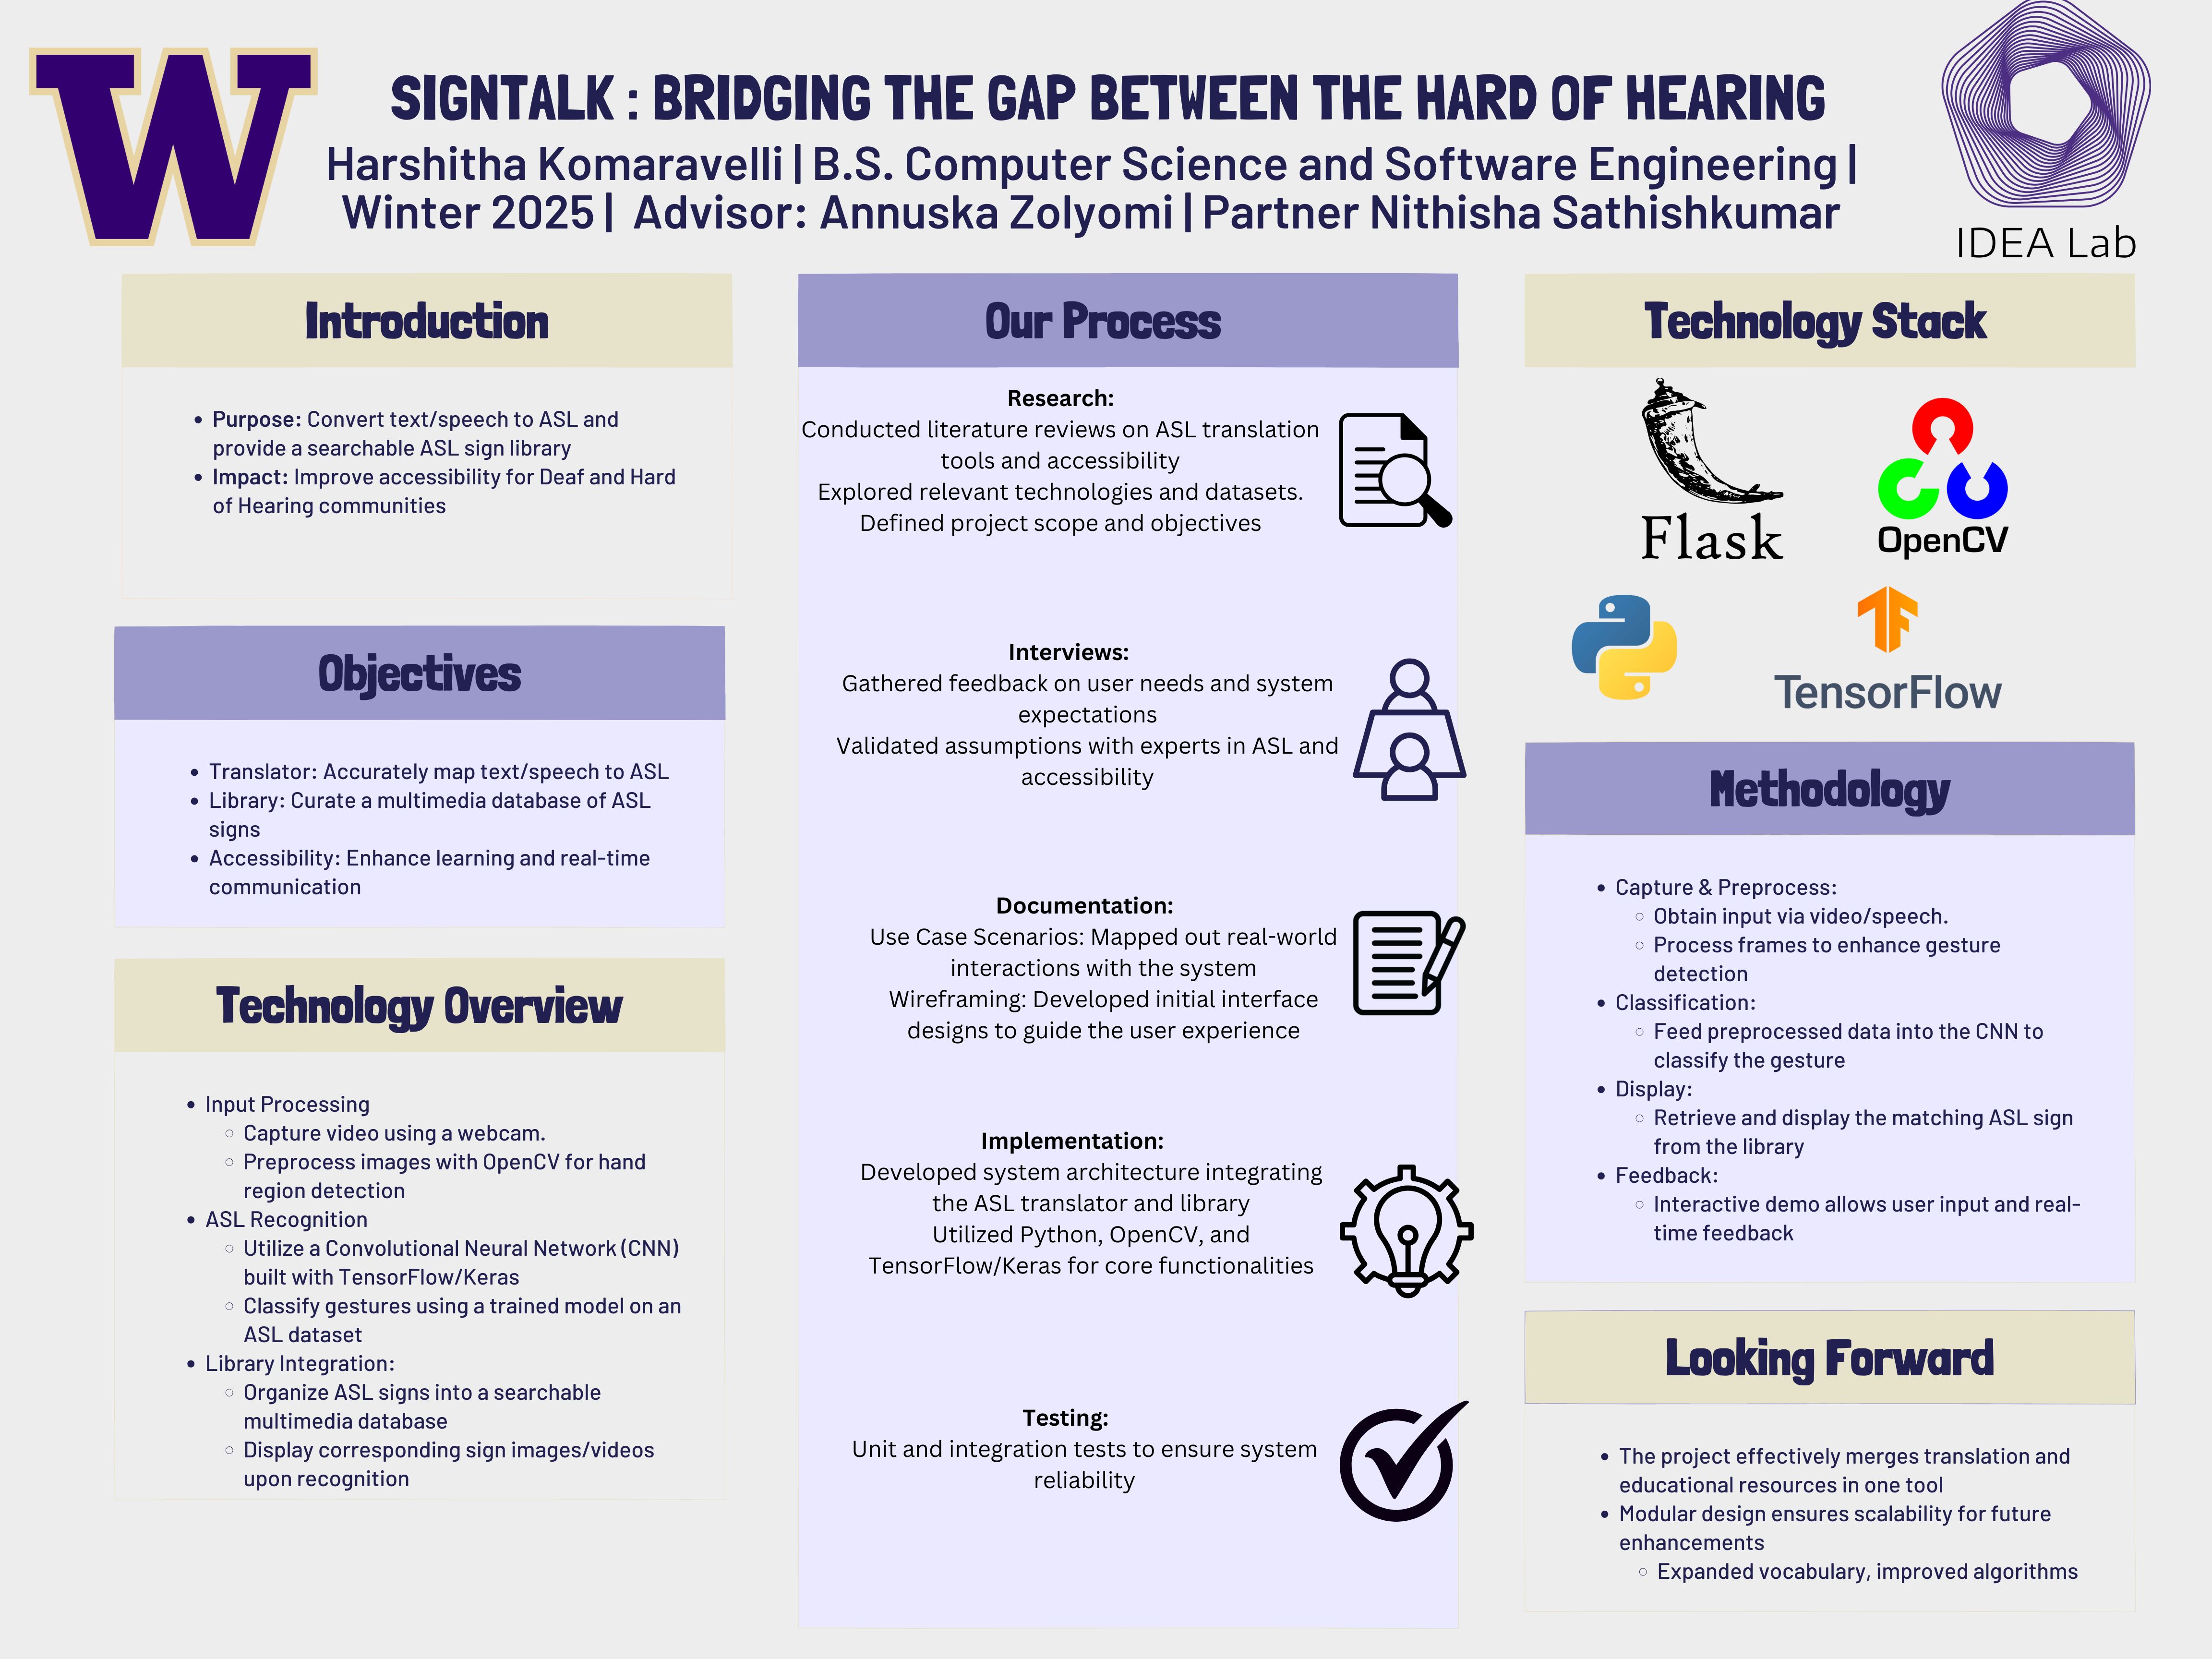 W
SIGNTALK : BRIDGING THE GAP BETWEEN THE HARD OF HEARING
Harshitha Komaravelli | B.S. Computer Science and Software Engineering |
Winter 2025 | Advisor: Annuska Zolyomi | Partner Nithisha Sathishkumar
IDEA Lab
Introduction
• Purpose: Convert text/speech to ASL and
provide a searchable ASL sign library
• Impact: Improve accessibility for Deaf and Hard
of Hearing communities
Objectives
• Translator: Accurately map text/speech to ASL
• Library: Curate a multimedia database of ASL
signs
• Accessibility: Enhance learning and real-time
communication
Technology Overview
• Input Processing
◦ Capture video using a webcam.
◦ Preprocess images with OpenCV for hand
region detection
• ASL Recognition
◦ Utilize a Convolutional Neural Network (CNN)
built with TensorFlow/Keras
◦ Classify gestures using a trained model on an
ASL dataset
• Library Integration:
◦ Organize ASL signs into a searchable
multimedia database
◦ Display corresponding sign images/videos
upon recognition
Our Process
Research:
Conducted literature reviews on ASL translation
tools and accessibility
Explored relevant technologies and datasets.
Defined project scope and objectives
Interviews:
Gathered feedback on user needs and system
expectations
Validated assumptions with experts in ASL and
accessibility
Documentation:
Use Case Scenarios: Mapped out real-world
interactions with the system
Wireframing: Developed initial interface
designs to guide the user experience
Implementation:
Developed system architecture integrating
the ASL translator and library
Utilized Python, OpenCV, and
TensorFlow/Keras for core functionalities
Testing:
Unit and integration tests to ensure system
reliability
Technology Stack
Flask
OpenCV
TensorFlow
Methodology
• Capture & Preprocess:
◦ Obtain input via video/speech.
◦ Process frames to enhance gesture
detection
• Classification:
◦ Feed preprocessed data into the CNN to
classify the gesture
• Display:
◦ Retrieve and display the matching ASL sign
from the library
• Feedback:
◦ Interactive demo allows user input and real-
time feedback
Looking Forward
• The project effectively merges translation and
educational resources in one tool
• Modular design ensures scalability for future
enhancements
◦ Expanded vocabulary, improved algorithms